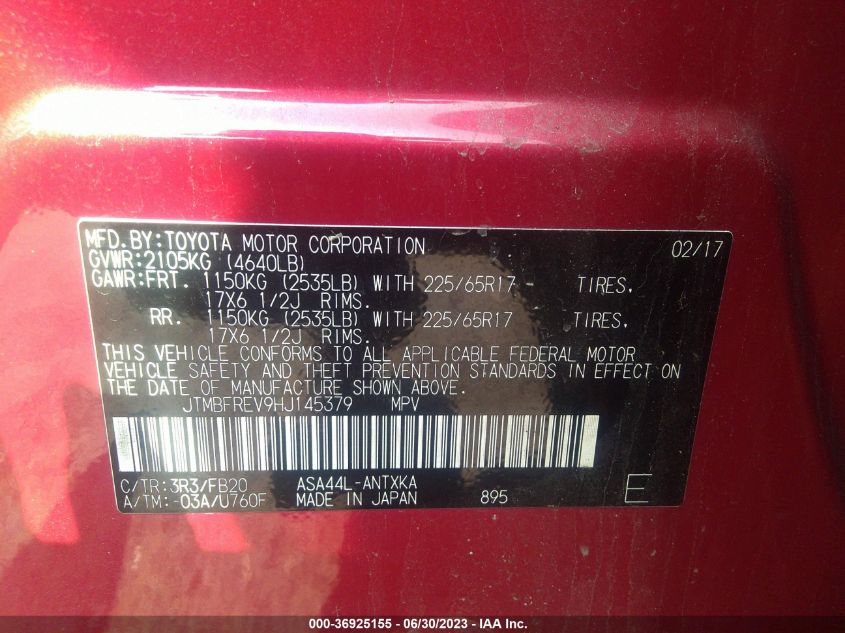 MFD.BY:TOYOTA MOTOR CORPORATION 02/17
GVWR:2105KG (4640LB)
GAWR:FRT. 1150KG (2535LB) WITH 225/65R17 - TIRES,
17X6 1/2J RIMS.
RR. 1150KG (2535LB) WITH 225/65R17 TIRES,
17X6 1/2J RIMS.
THIS VEHICLE CONFORMS TO ALL APPLICABLE FEDERAL MOTOR
VEHICLE SAFETY AND THEFT PREVENTION STANDARDS IN EFFECT ON
THE DATE OF MANUFACTURE SHOWN ABOVE.
JTMBFREV9HJ145379 MPV
C/TR:3R3/FB20 ASA44L-ANTXKA
A/TM:-03A/U760F MADE IN JAPAN 895 E
000-36925155 - 06/30/2023 - IAA Inc.